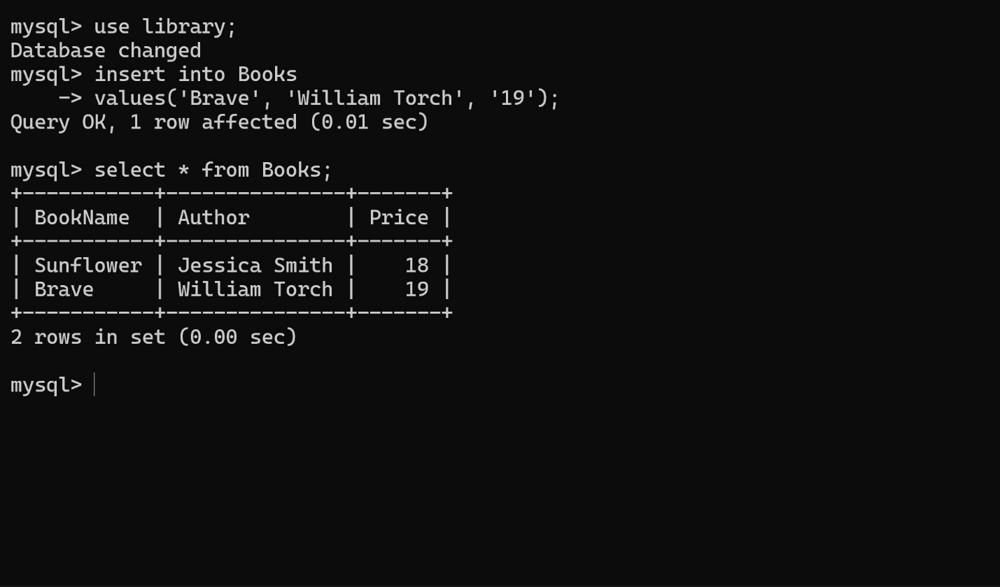 mysql> use library;
Database changed
mysql> insert into Books
    -> values('Brave', 'William Torch', '19');
Query OK, 1 row affected (0.01 sec)

mysql> select * from Books;
+-----------+---------------+-------+
| BookName  | Author        | Price |
+-----------+---------------+-------+
| Sunflower | Jessica Smith |    18 |
| Brave     | William Torch |    19 |
+-----------+---------------+-------+
2 rows in set (0.00 sec)

mysql>